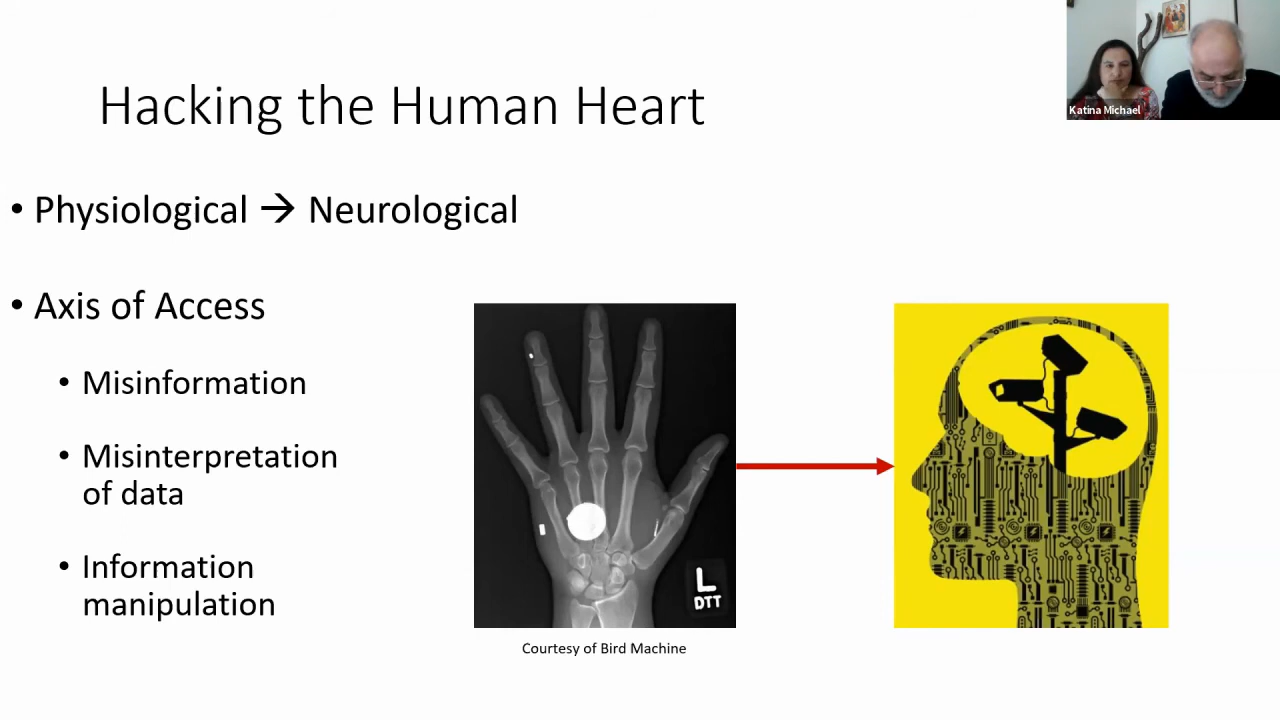 Katina Michael
Hacking the Human Heart
• Physiological → Neurological
• Axis of Access
• Misinformation
• Misinterpretation
of data
• Information
manipulation
L
DTT
Courtesy of Bird Machine